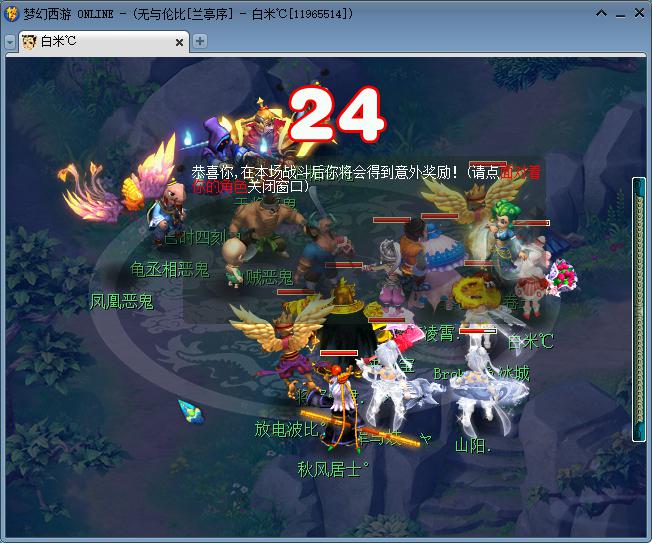 梦幻西游 ONLINE - (无与伦比[兰亭序] - 白米℃[11965514])
白米℃
24
恭喜你,在本场战斗后你将会得到意外奖励! (请点面对着
你的角色关闭窗口)
古时四刻
龟丞相恶鬼
贼恶鬼
凤凰恶鬼
凌霄.
白米℃
冰城
放电波比°
山阳.
秋风居士°